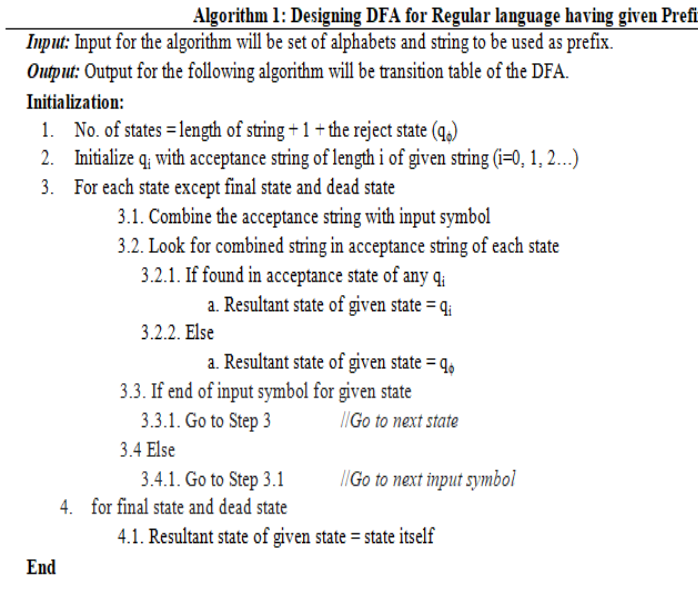 Algorithm 1: Designing DFA for Regular language having given Prefi
Input: Input for the algorithm will be set of alphabets and string to be used as prefix.
Output: Output for the following algorithm will be transition table of the DFA.
Initialization:
1. No. of states = length of string + 1 + the reject state (qϕ)
2. Initialize qi with acceptance string of length i of given string (i=0, 1, 2…)
3. For each state except final state and dead state
3.1. Combine the acceptance string with input symbol
3.2. Look for combined string in acceptance string of each state
3.2.1. If found in acceptance state of any qi
a. Resultant state of given state = qi
3.2.2. Else
a. Resultant state of given state = qϕ
3.3. If end of input symbol for given state
3.3.1. Go to Step 3 //Go to next state
3.4 Else
3.4.1. Go to Step 3.1 //Go to next input symbol
4. for final state and dead state
4.1. Resultant state of given state = state itself
End